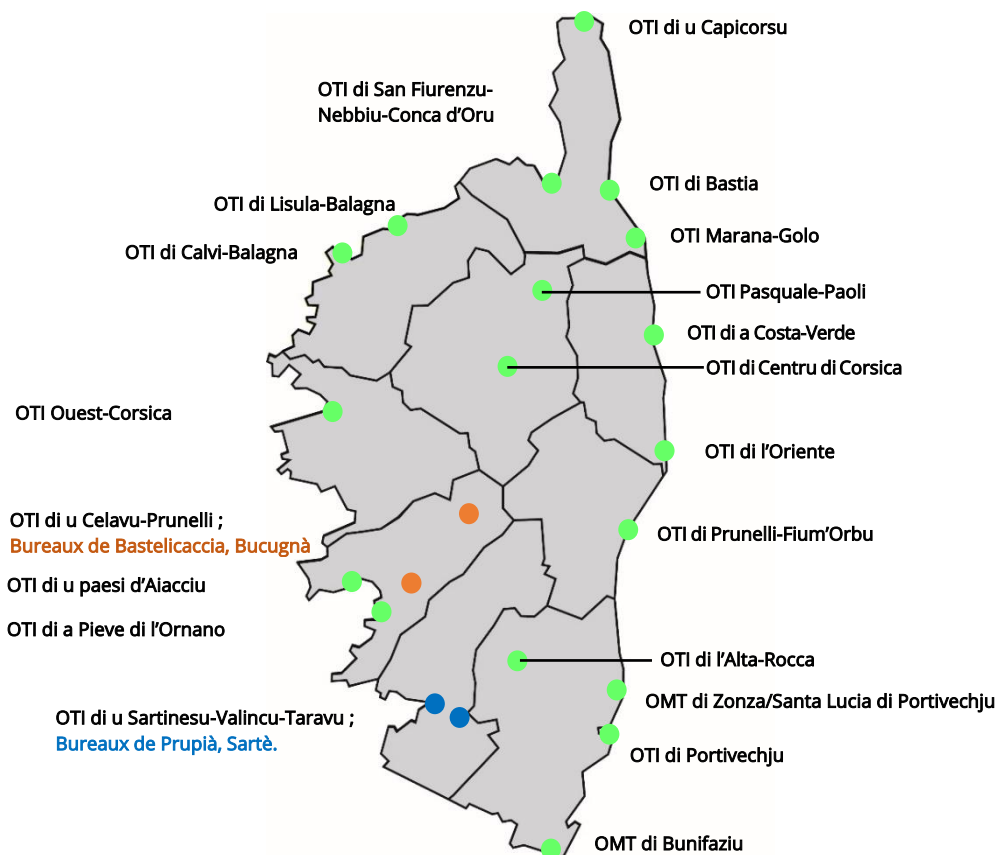 OTI di u Capicorsu
OTI di San Fiurenzu-
Nebbiu-Conca d’Oru
OTI di Bastia
OTI di Lisula-Balagna
OTI Marana-Golo
OTI di Calvi-Balagna
OTI Pasquale-Paoli
OTI di a Costa-Verde
OTI di Centru di Corsica
OTI Ouest-Corsica
OTI di l’Oriente
OTI di u Celavu-Prunelli ;
Bureaux de Bastelicaccia, Bucugnà
OTI di Prunelli-Fium’Orbu
OTI di u paesi d’Aiacciu
OTI di a Pieve di l’Ornano
OTI di l’Alta-Rocca
OMT di Zonza/Santa Lucia di Portivechju
OTI di u Sartinesu-Valincu-Taravu ;
Bureaux de Prupià, Sartè.
OTI di Portivechju
OMT di Bunifaziu